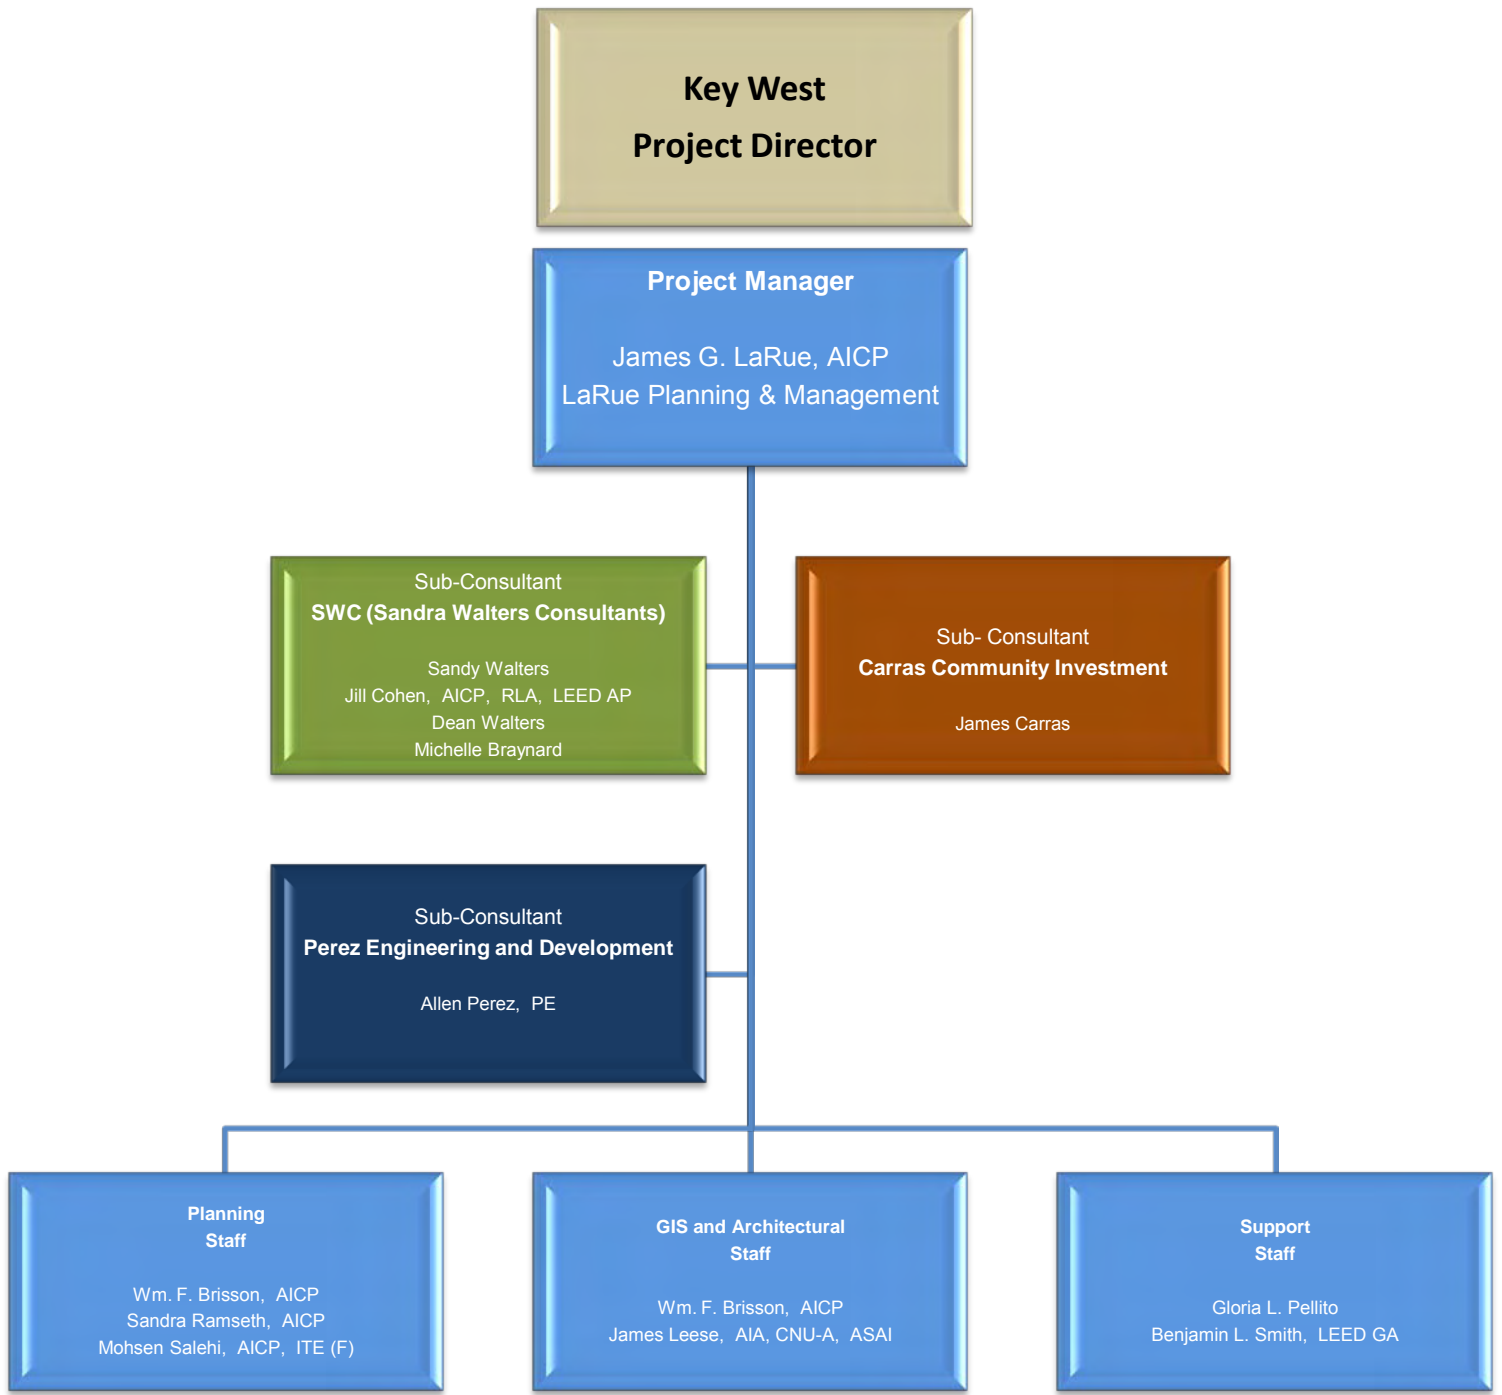 Key West
Project Director
Project Manager
James G. LaRue, AICP
LaRue Planning & Management
Sub-Consultant
SWC (Sandra Walters Consultants)
Sandy Walters
Jill Cohen, AICP, RLA, LEED AP
Dean Walters
Michelle Braynard
Sub- Consultant
Carras Community Investment
James Carras
Sub-Consultant
Perez Engineering and Development
Allen Perez, PE
Planning
Staff
Wm. F. Brisson, AICP
Sandra Ramseth, AICP
Mohsen Salehi, AICP, ITE (F)
GIS and Architectural
Staff
Wm. F. Brisson, AICP
James Leese, AIA, CNU-A, ASAI
Support
Staff
Gloria L. Pellito
Benjamin L. Smith, LEED GA